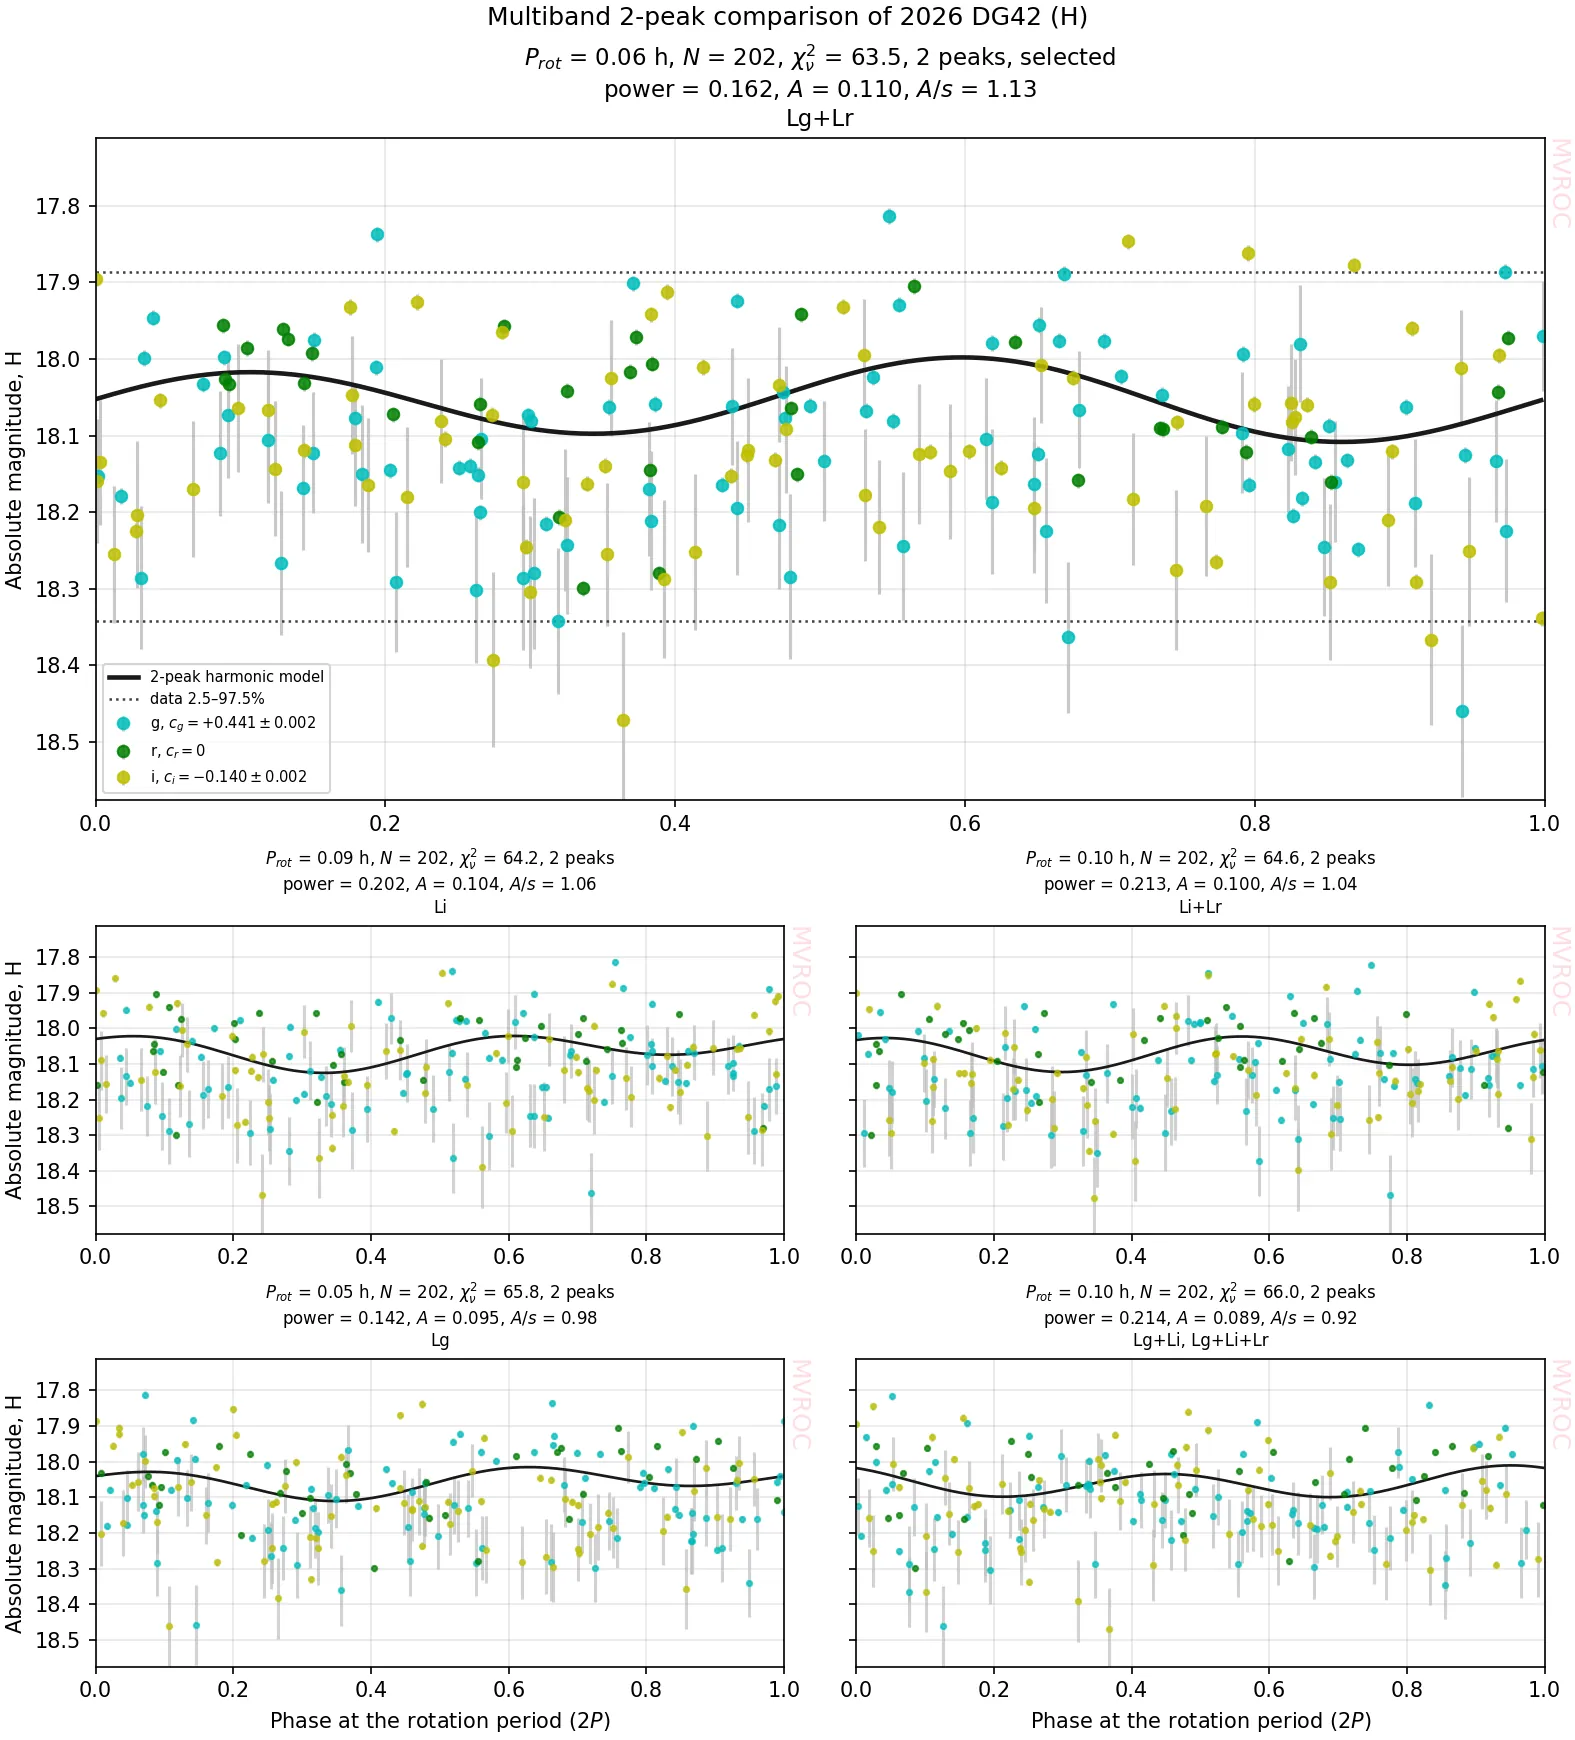 Multiband 2-peak comparison of 2026 DG42 (H)
P_rot = 0.06 h, N = 202, χ²_ν = 63.5, 2 peaks, selected
power = 0.162, A = 0.110, A/s = 1.13
Lg+Lr
MVROC
Absolute magnitude, H
17.8
17.9
18.0
18.1
18.2
18.3
18.4
18.5
2-peak harmonic model
data 2.5–97.5%
g, c_g = +0.441 ± 0.002
r, c_r = 0
i, c_i = −0.140 ± 0.002
0.0 0.2 0.4 0.6 0.8 1.0
P_rot = 0.09 h, N = 202, χ²_ν = 64.2, 2 peaks
power = 0.202, A = 0.104, A/s = 1.06
Li
MVROC
Absolute magnitude, H
17.8
17.9
18.0
18.1
18.2
18.3
18.4
18.5
0.0 0.2 0.4 0.6 0.8 1.0
P_rot = 0.10 h, N = 202, χ²_ν = 64.6, 2 peaks
power = 0.213, A = 0.100, A/s = 1.04
Li+Lr
MVROC
0.0 0.2 0.4 0.6 0.8 1.0
P_rot = 0.05 h, N = 202, χ²_ν = 65.8, 2 peaks
power = 0.142, A = 0.095, A/s = 0.98
Lg
MVROC
Absolute magnitude, H
17.8
17.9
18.0
18.1
18.2
18.3
18.4
18.5
0.0 0.2 0.4 0.6 0.8 1.0
Phase at the rotation period (2P)
P_rot = 0.10 h, N = 202, χ²_ν = 66.0, 2 peaks
power = 0.214, A = 0.089, A/s = 0.92
Lg+Li, Lg+Li+Lr
MVROC
0.0 0.2 0.4 0.6 0.8 1.0
Phase at the rotation period (2P)